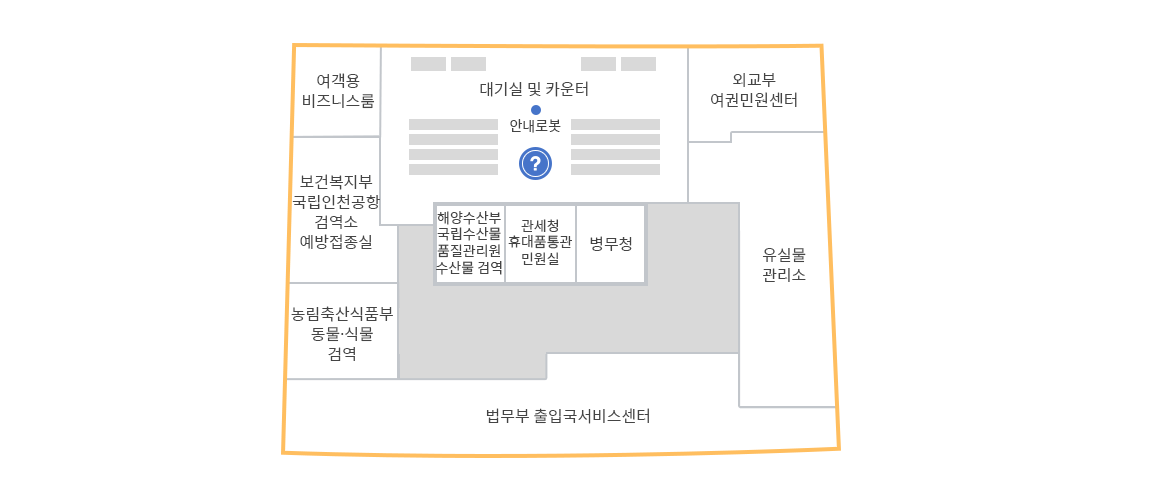 여객용
비즈니스룸
대기실 및 카운터
안내로봇
?
외교부
여권민원센터
보건복지부
국립인천공항
검역소
예방접종실
해양수산부
국립수산물
품질관리원
수산물 검역
관세청
휴대품통관
민원실
병무청
유실물
관리소
농림축산식품부
동물·식물
검역
법무부 출입국서비스센터